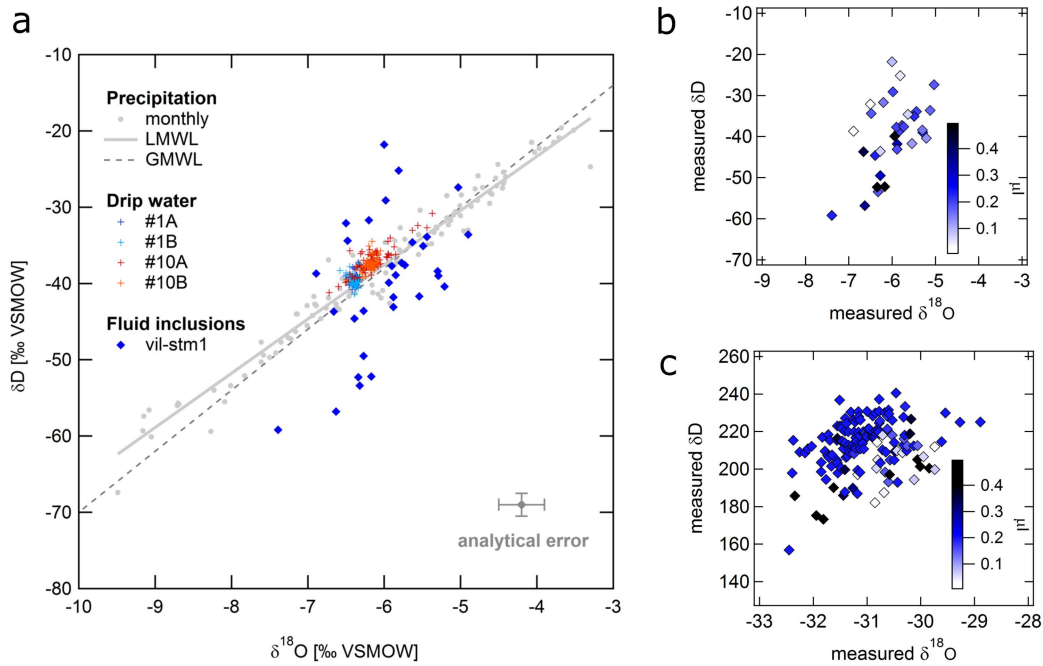 a
-10
-20
-30
-40
-50
-60
-70
-80
δD [‰ VSMOW]
Precipitation
monthly
LMWL
GMWL
Drip water
#1A
#1B
#10A
#10B
Fluid inclusions
vil-stm1
analytical error
-10 -9 -8 -7 -6 -5 -4 -3
δ18O [‰ VSMOW]
b
-10
-20
-30
-40
-50
-60
-70
measured δD
0.4
0.3
0.2
0.1
µl
-9 -8 -7 -6 -5 -4 -3
measured δ18O
c
260
240
220
200
180
160
140
measured δD
0.4
0.3
0.2
0.1
µl
-33 -32 -31 -30 -29 -28
measured δ18O